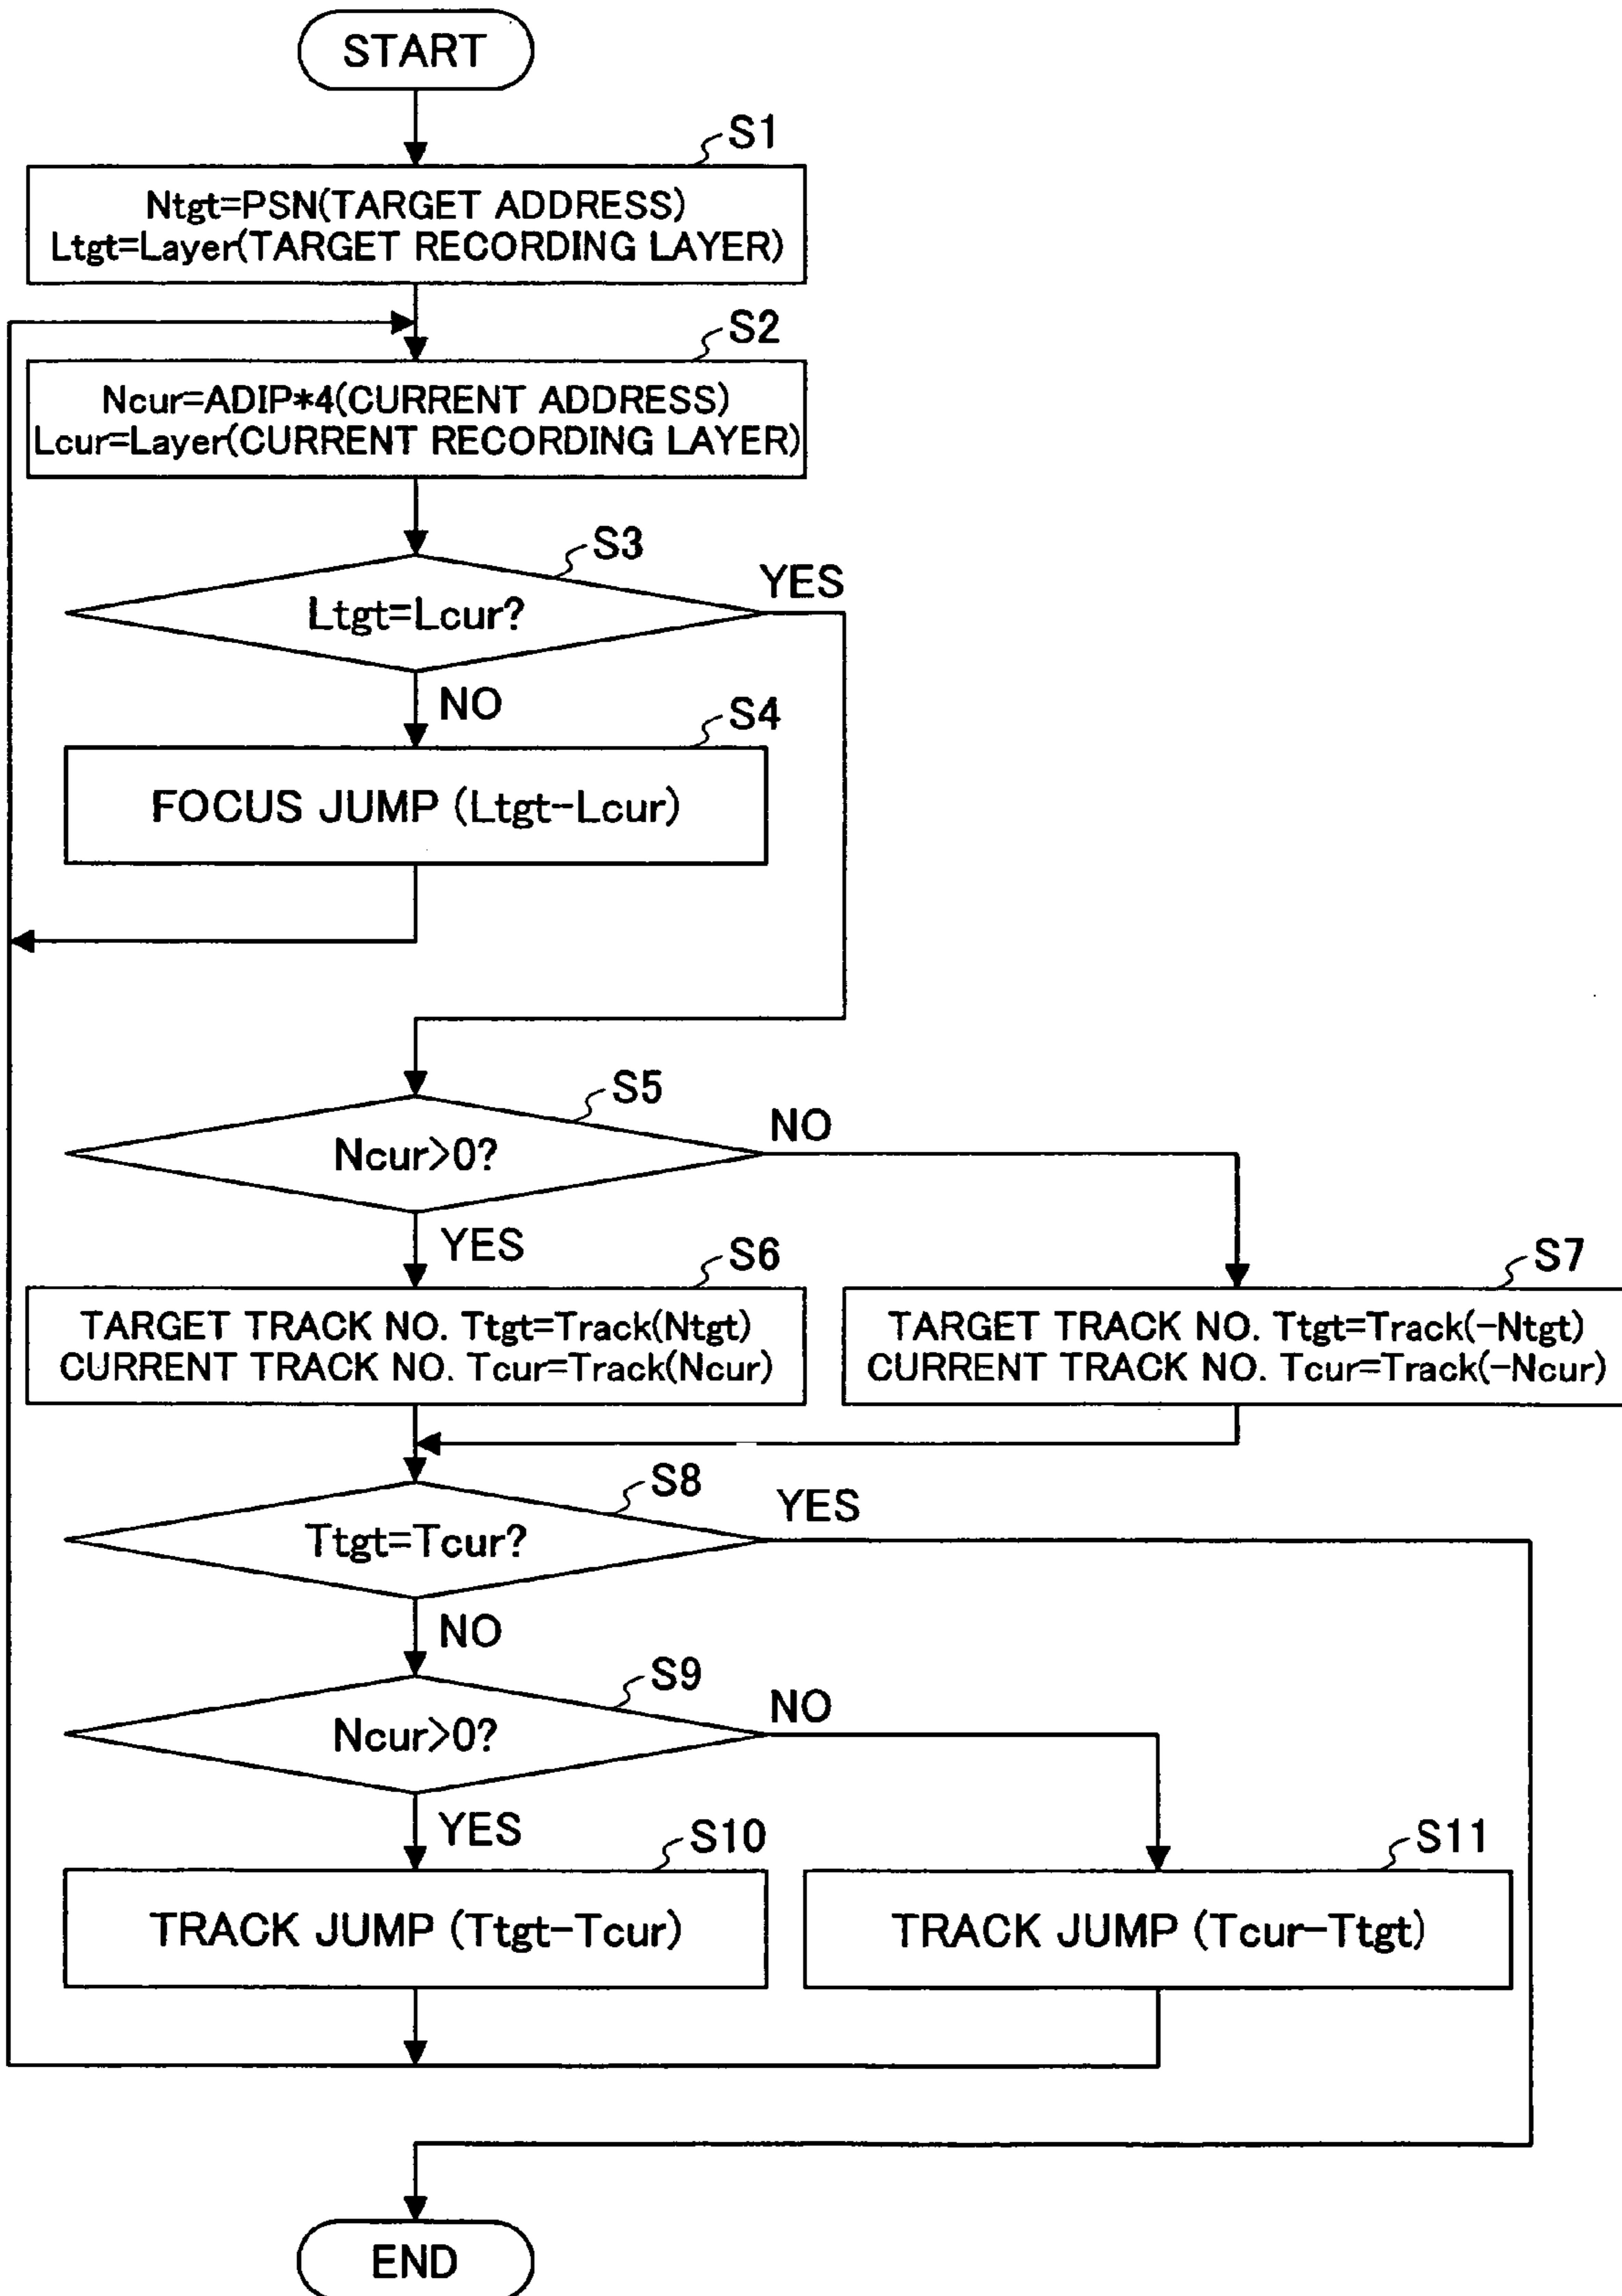 START
S1
Ntgt=PSN(TARGET ADDRESS)
Ltgt=Layer(TARGET RECORDING LAYER)
S2
Ncur=ADIP*4(CURRENT ADDRESS)
Lcur=Layer(CURRENT RECORDING LAYER)
S3
YES
Ltgt=Lcur?
NO
S4
FOCUS JUMP (Ltgt-Lcur)
S5
NO
Ncur>0?
YES
S6
S7
TARGET TRACK NO. Ttgt=Track(Ntgt)
CURRENT TRACK NO. Tcur=Track(Ncur)
TARGET TRACK NO. Ttgt=Track(-Ntgt)
CURRENT TRACK NO. Tcur=Track(-Ncur)
S8
YES
Ttgt=Tcur?
NO
S9
NO
Ncur>0?
YES
S10
S11
TRACK JUMP (Ttgt-Tcur)
TRACK JUMP (Tcur-Ttgt)
END